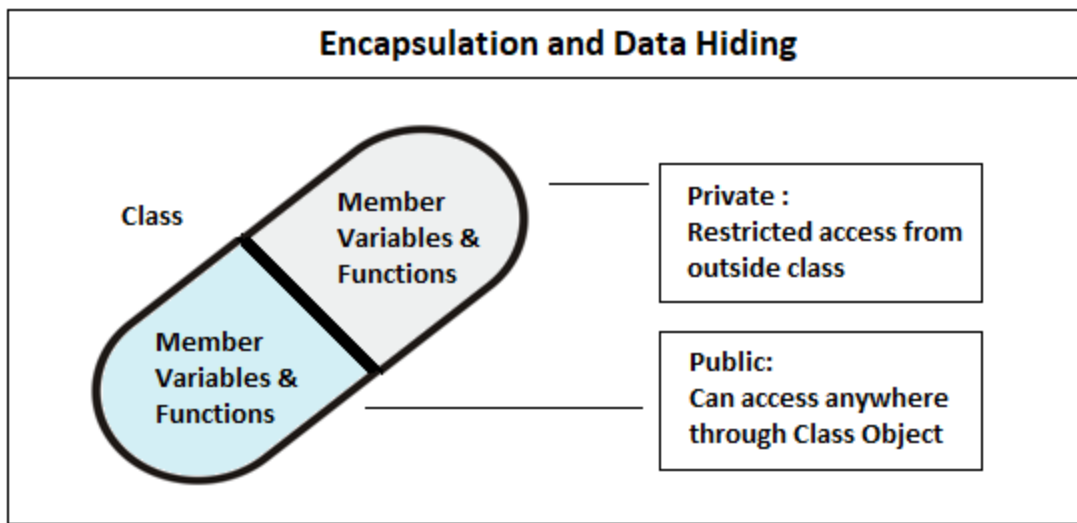 Encapsulation and Data Hiding
Class
Member
Variables &
Functions
Member
Variables &
Functions
Private :
Restricted access from
outside class
Public:
Can access anywhere
through Class Object